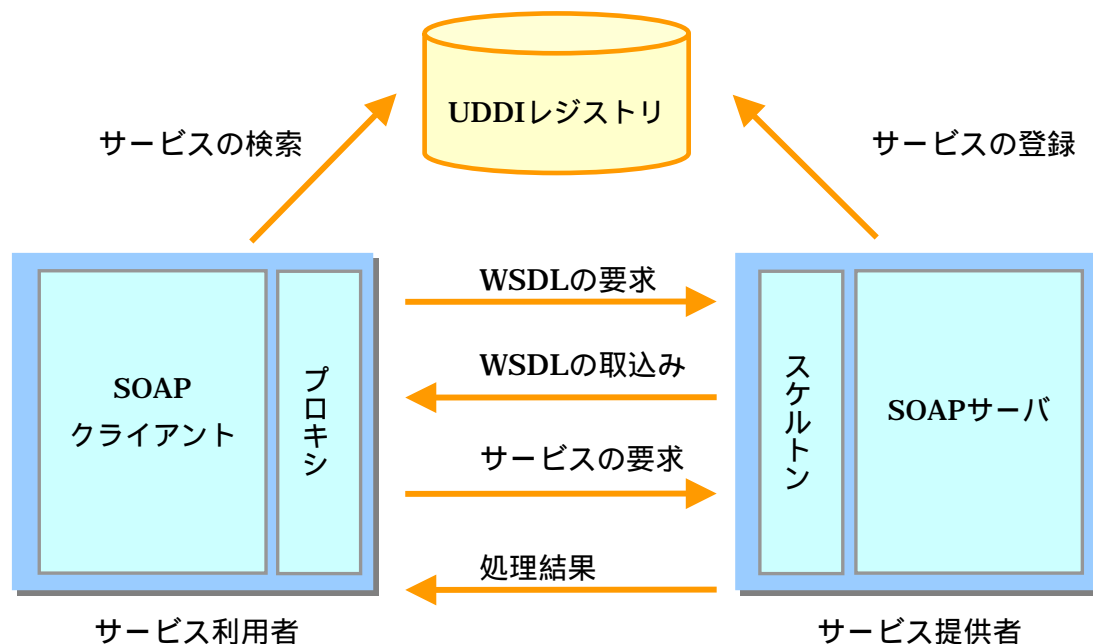 UDDIレジストリ
サービスの検索
サービスの登録
WSDLの要求
WSDLの取込み
サービスの要求
処理結果
SOAP
クライアント
プロキシ
スケルトン
SOAPサーバ
サービス利用者
サービス提供者